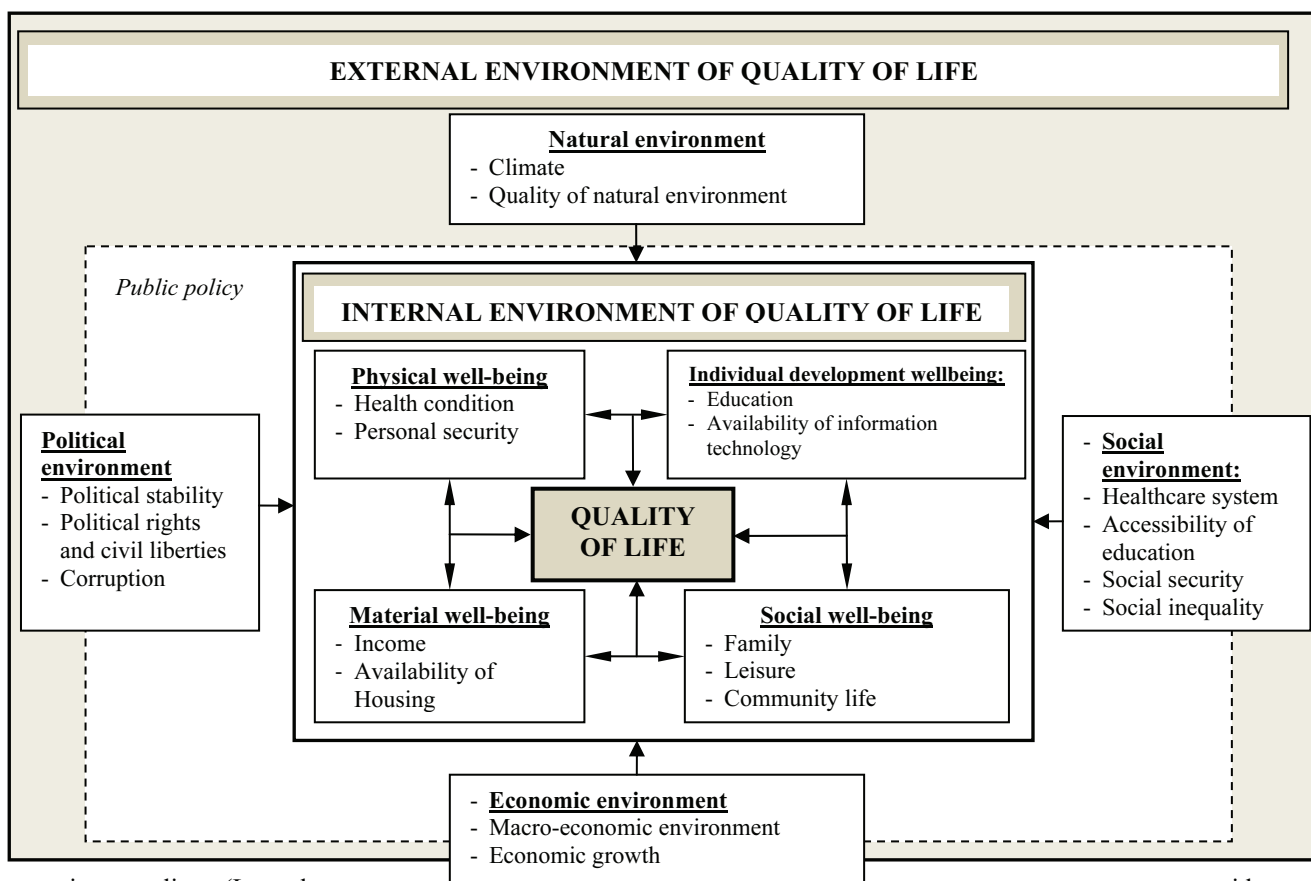 EXTERNAL ENVIRONMENT OF QUALITY OF LIFE
Natural environment
- Climate
- Quality of natural environment
Public policy
INTERNAL ENVIRONMENT OF QUALITY OF LIFE
Physical well-being
- Health condition
- Personal security
Individual development wellbeing:
- Education
- Availability of information
technology
Political
environment
- Political stability
- Political rights
and civil liberties
- Corruption
QUALITY
OF LIFE
- Social
environment:
- Healthcare system
- Accessibility of
education
- Social security
- Social inequality
Material well-being
- Income
- Availability of
Housing
Social well-being
- Family
- Leisure
- Community life
- Economic environment
- Macro-economic environment
- Economic growth